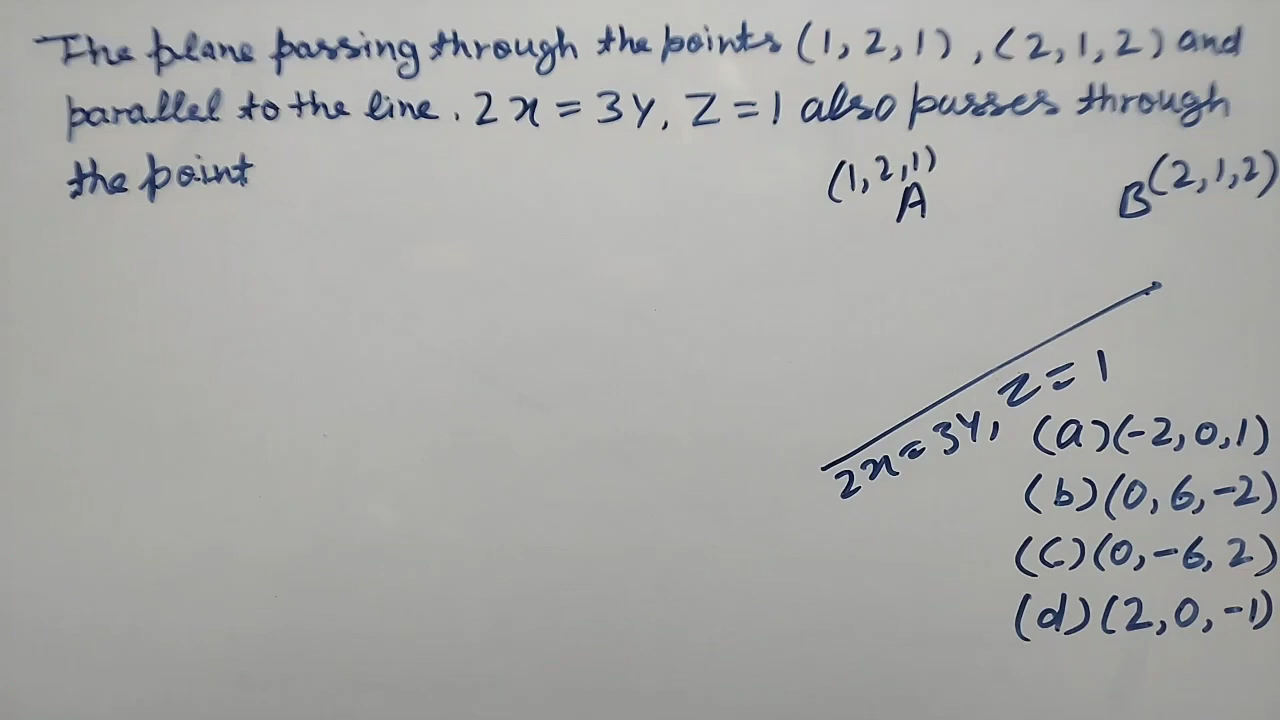 The plane passing through the points (1, 2, 1), (2, 1, 2) and
parallel to the line. 2x = 3y, Z = 1 also passes through
the point
(1, 2, 1)
A
B (2, 1, 2)
2x = 3y, Z = 1
(a) (-2, 0, 1)
(b) (0, 6, -2)
(c) (0, -6, 2)
(d) (2, 0, -1)